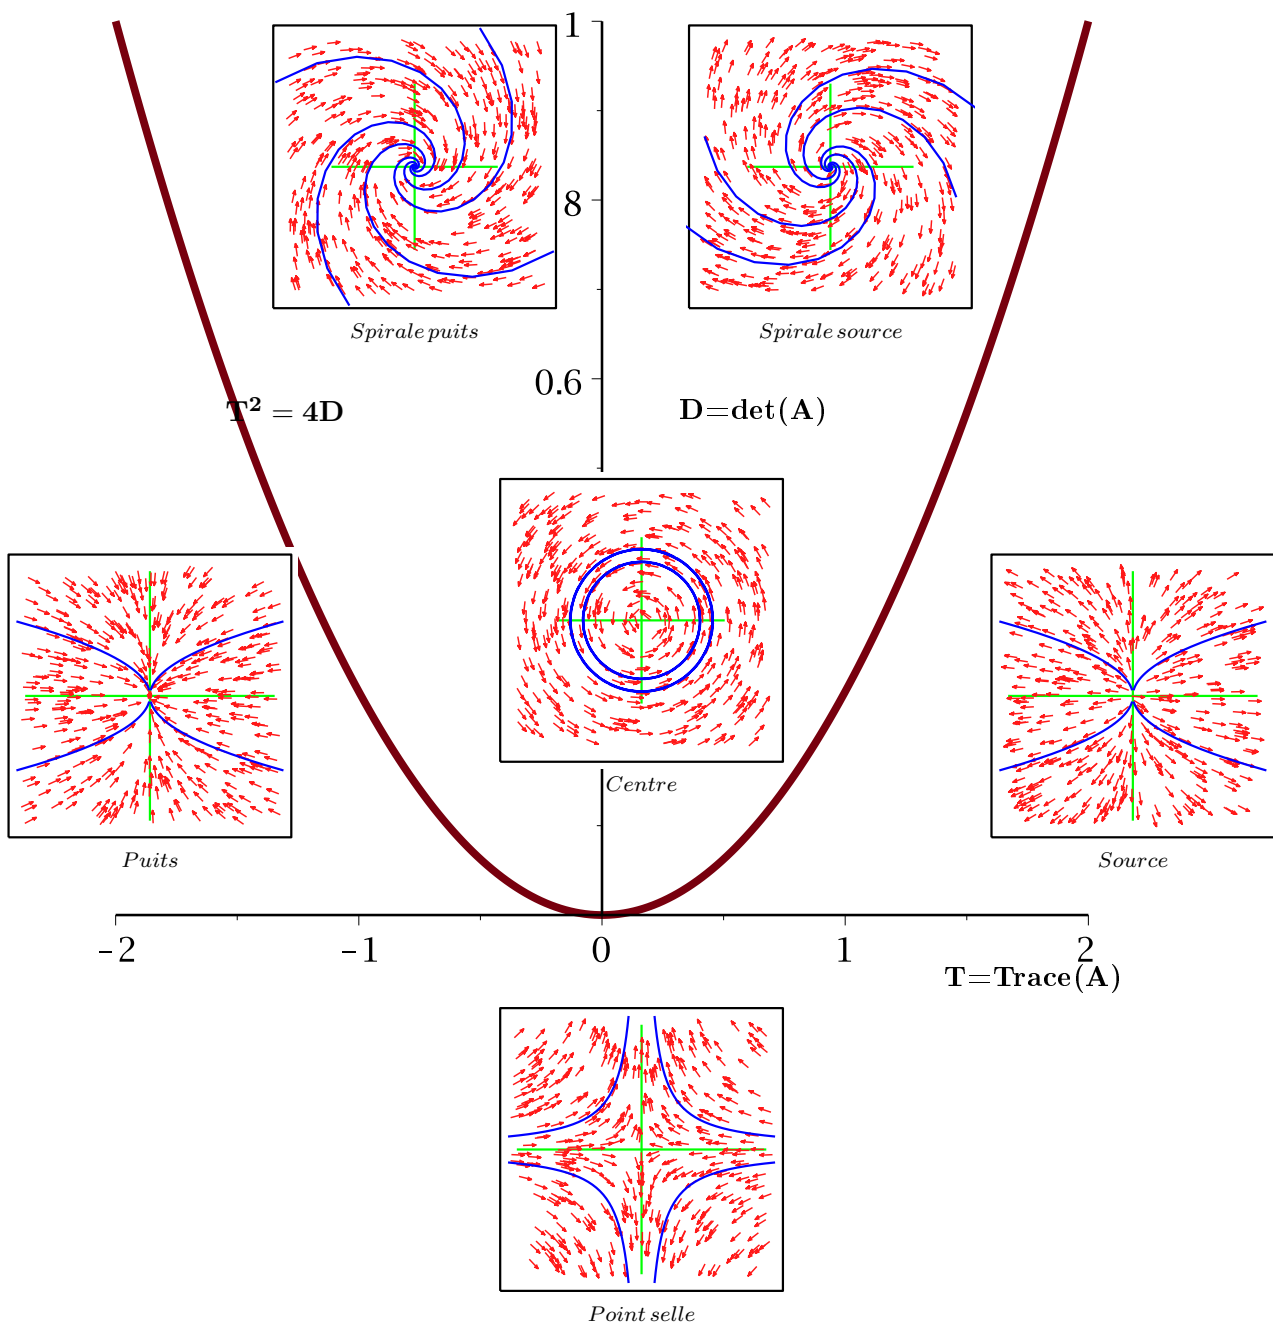 1
Spirale puits
Spirale source
8
0.6
T² = 4D
D=det(A)
Centre
Puits
Source
-2
-1
0
1
2
T=Trace(A)
Point selle